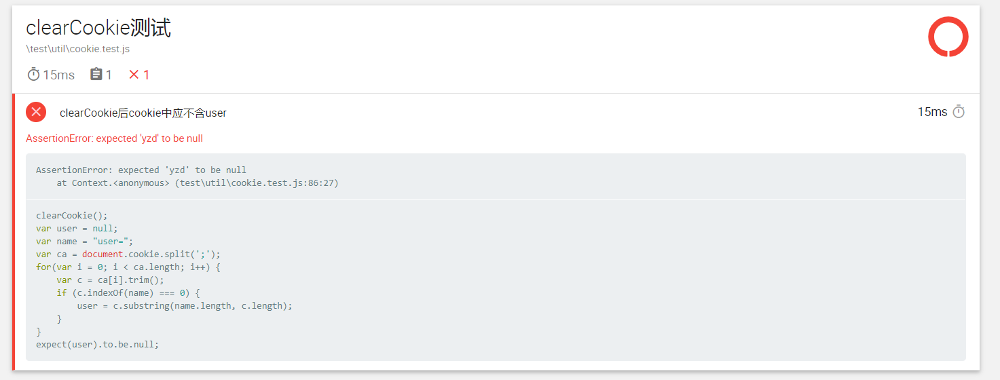 clearCookie测试
\test\util\cookie.test.js
15ms 1 1
clearCookie后cookie中应不含user 15ms
AssertionError: expected 'yzd' to be null
AssertionError: expected 'yzd' to be null
    at Context.<anonymous> (test\util\cookie.test.js:86:27)
clearCookie();
var user = null;
var name = "user=";
var ca = document.cookie.split(';');
for(var i = 0; i < ca.length; i++) {
    var c = ca[i].trim();
    if (c.indexOf(name) === 0) {
        user = c.substring(name.length, c.length);
    }
}
expect(user).to.be.null;